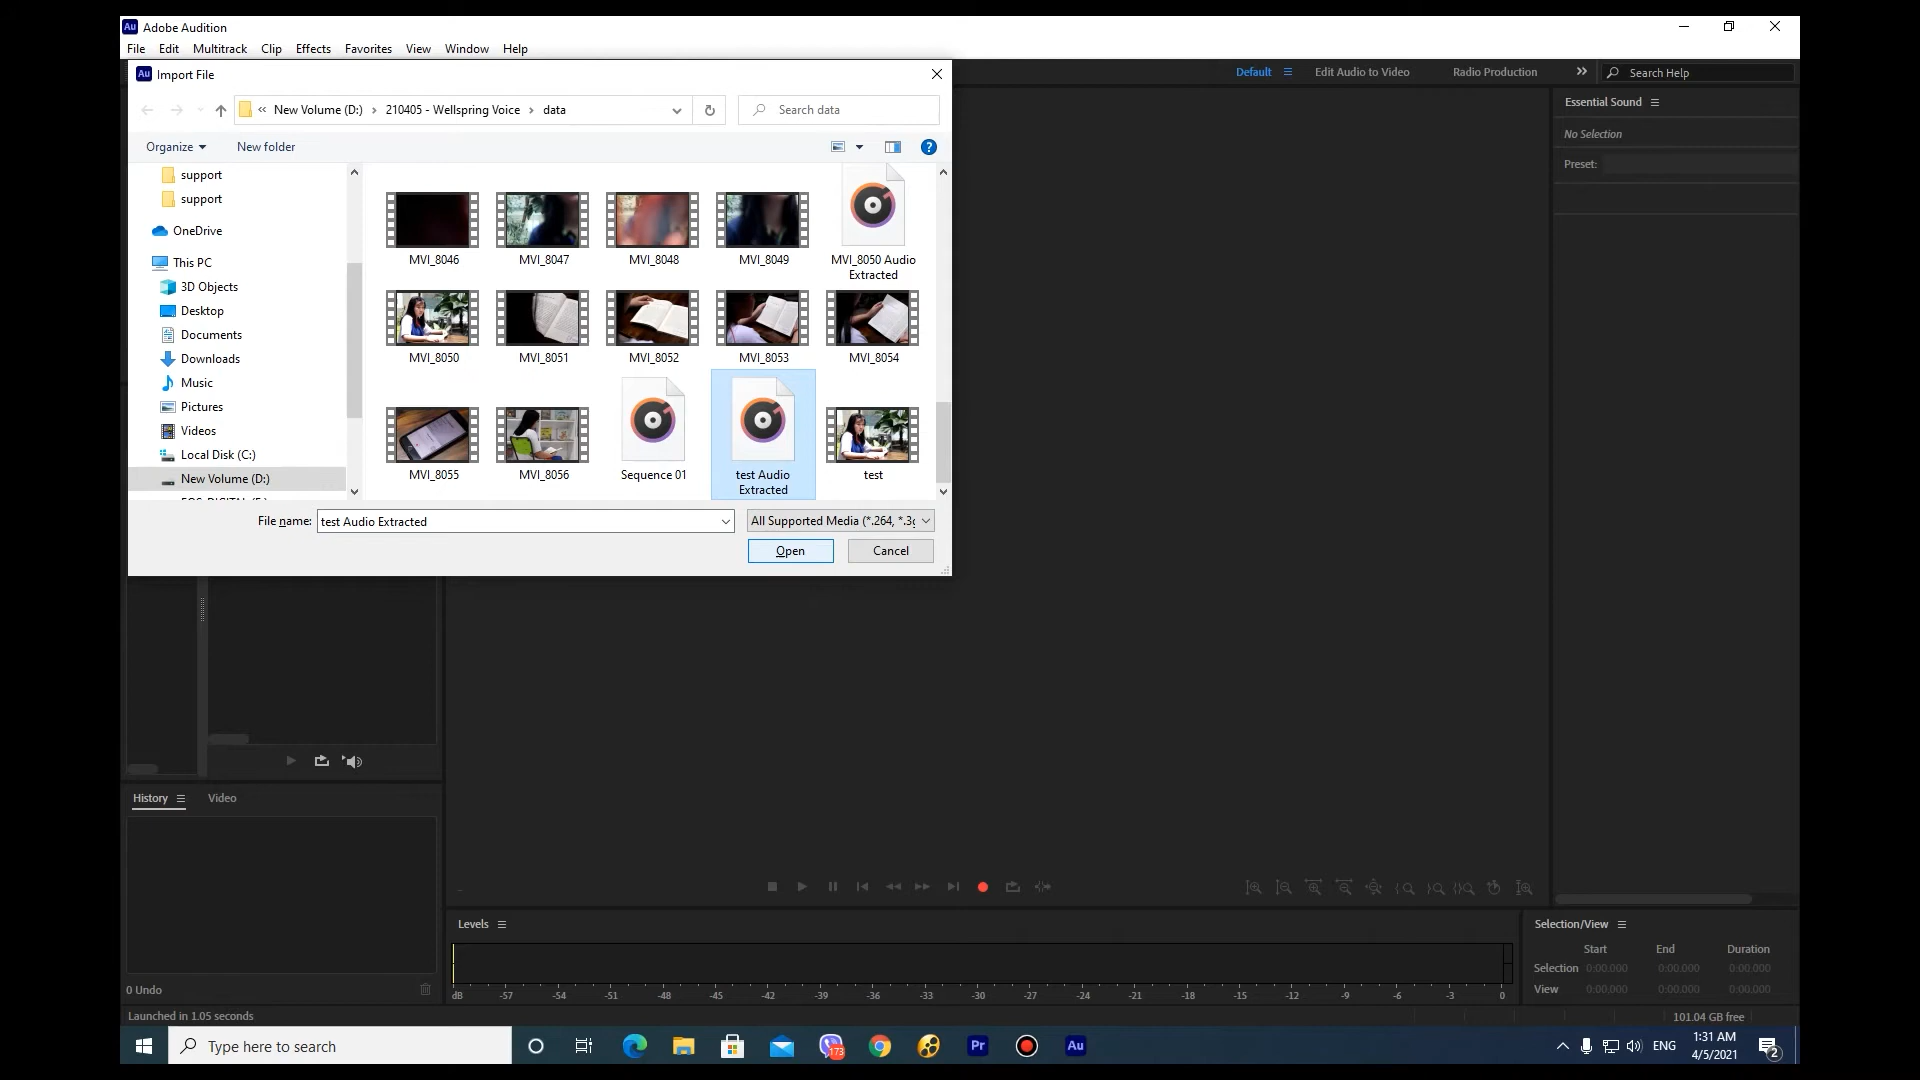 Au Adobe Audition
File Edit Multitrack Clip Effects Favorites View Window Help
Au Import File
Default Edit Audio to Video Radio Production Search Help
« New Volume (D:) › 210405 - Wellspring Voice › data Search data
Organize New folder
Essential Sound
No Selection
Preset:
support
support
OneDrive
This PC
3D Objects
Desktop
Documents
Downloads
Music
Pictures
Videos
Local Disk (C:)
New Volume (D:)
MVI_8046 MVI_8047 MVI_8048 MVI_8049 MVI_8050 Audio
Extracted
MVI_8050 MVI_8051 MVI_8052 MVI_8053 MVI_8054
MVI_8055 MVI_8056 Sequence 01 test Audio
Extracted
test
File name: test Audio Extracted All Supported Media (*.264, *.3g
Open Cancel
History Video
0 Undo
Levels
dB -57 -54 -51 -48 -45 -42 -39 -36 -33 -30 -27 -24 -21 -18 -15 -12 -9 -6 -3 0
Selection/View
Start End Duration
Selection 0:00.000 0:00.000 0:00.000
View 0:00.000 0:00.000 0:00.000
Launched in 1.05 seconds 101.04 GB free
Type here to search 173 Pr Au ENG 1:31 AM
4/5/2021
2